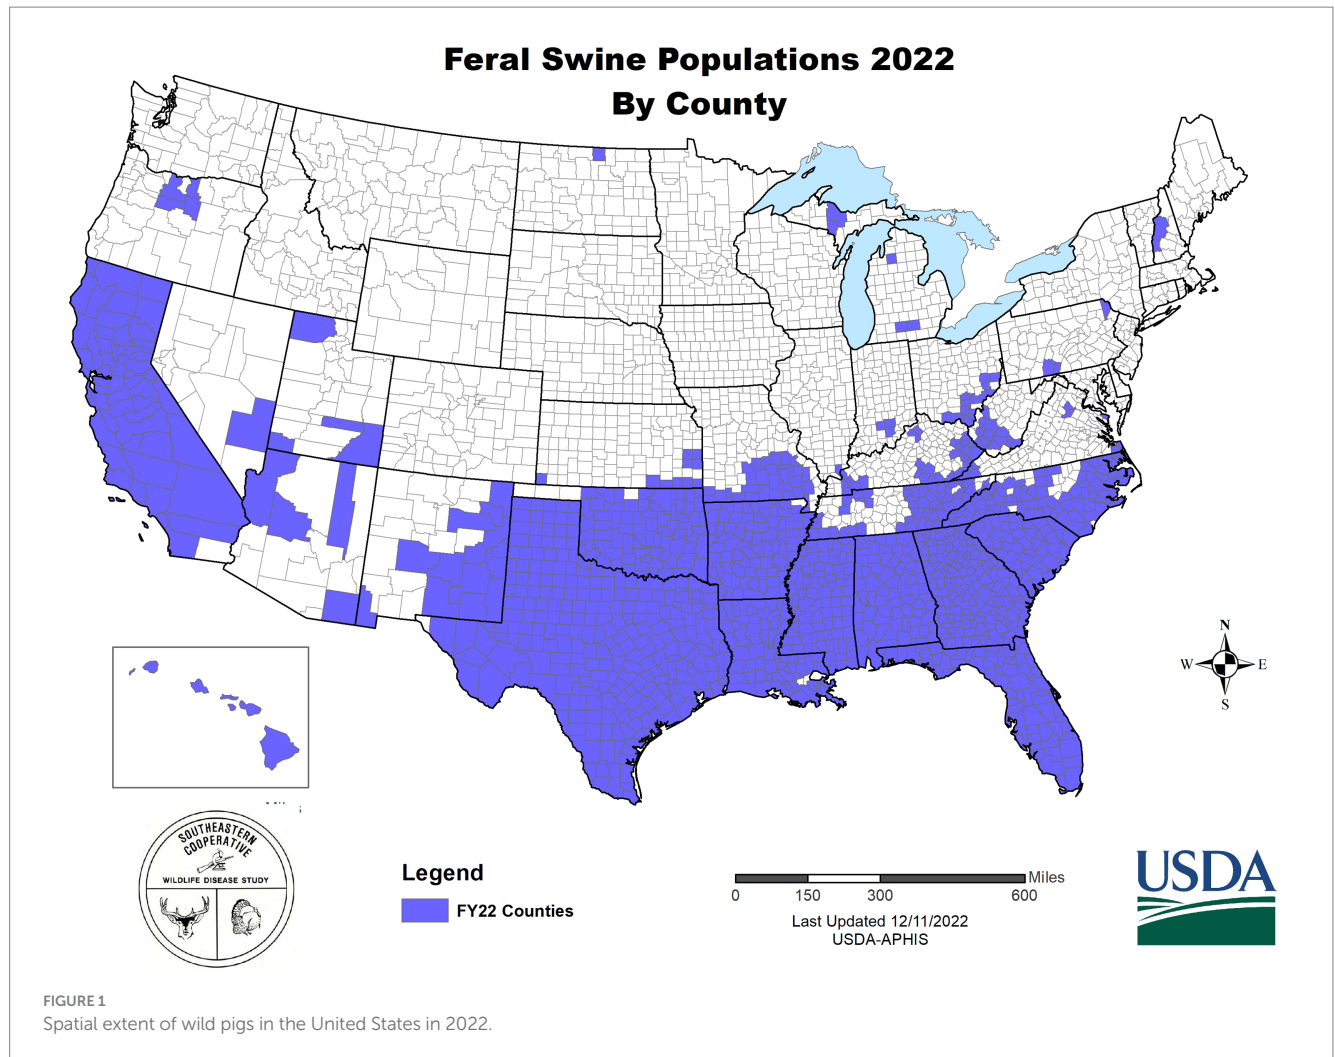 Feral Swine Populations 2022
By County
N
W
E
S
SOUTHEASTERN
COOPERATIVE
WILDLIFE DISEASE STUDY
Legend
FY22 Counties
Miles
0
150
300
600
Last Updated 12/11/2022
USDA-APHIS
USDA
FIGURE 1
Spatial extent of wild pigs in the United States in 2022.